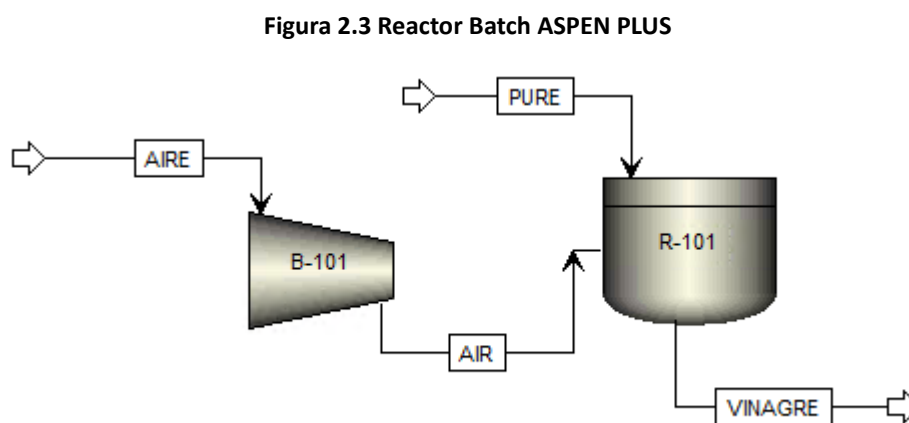 Figura 2.3 Reactor Batch ASPEN PLUS
PURE
AIRE
B-101
R-101
AIR
VINAGRE